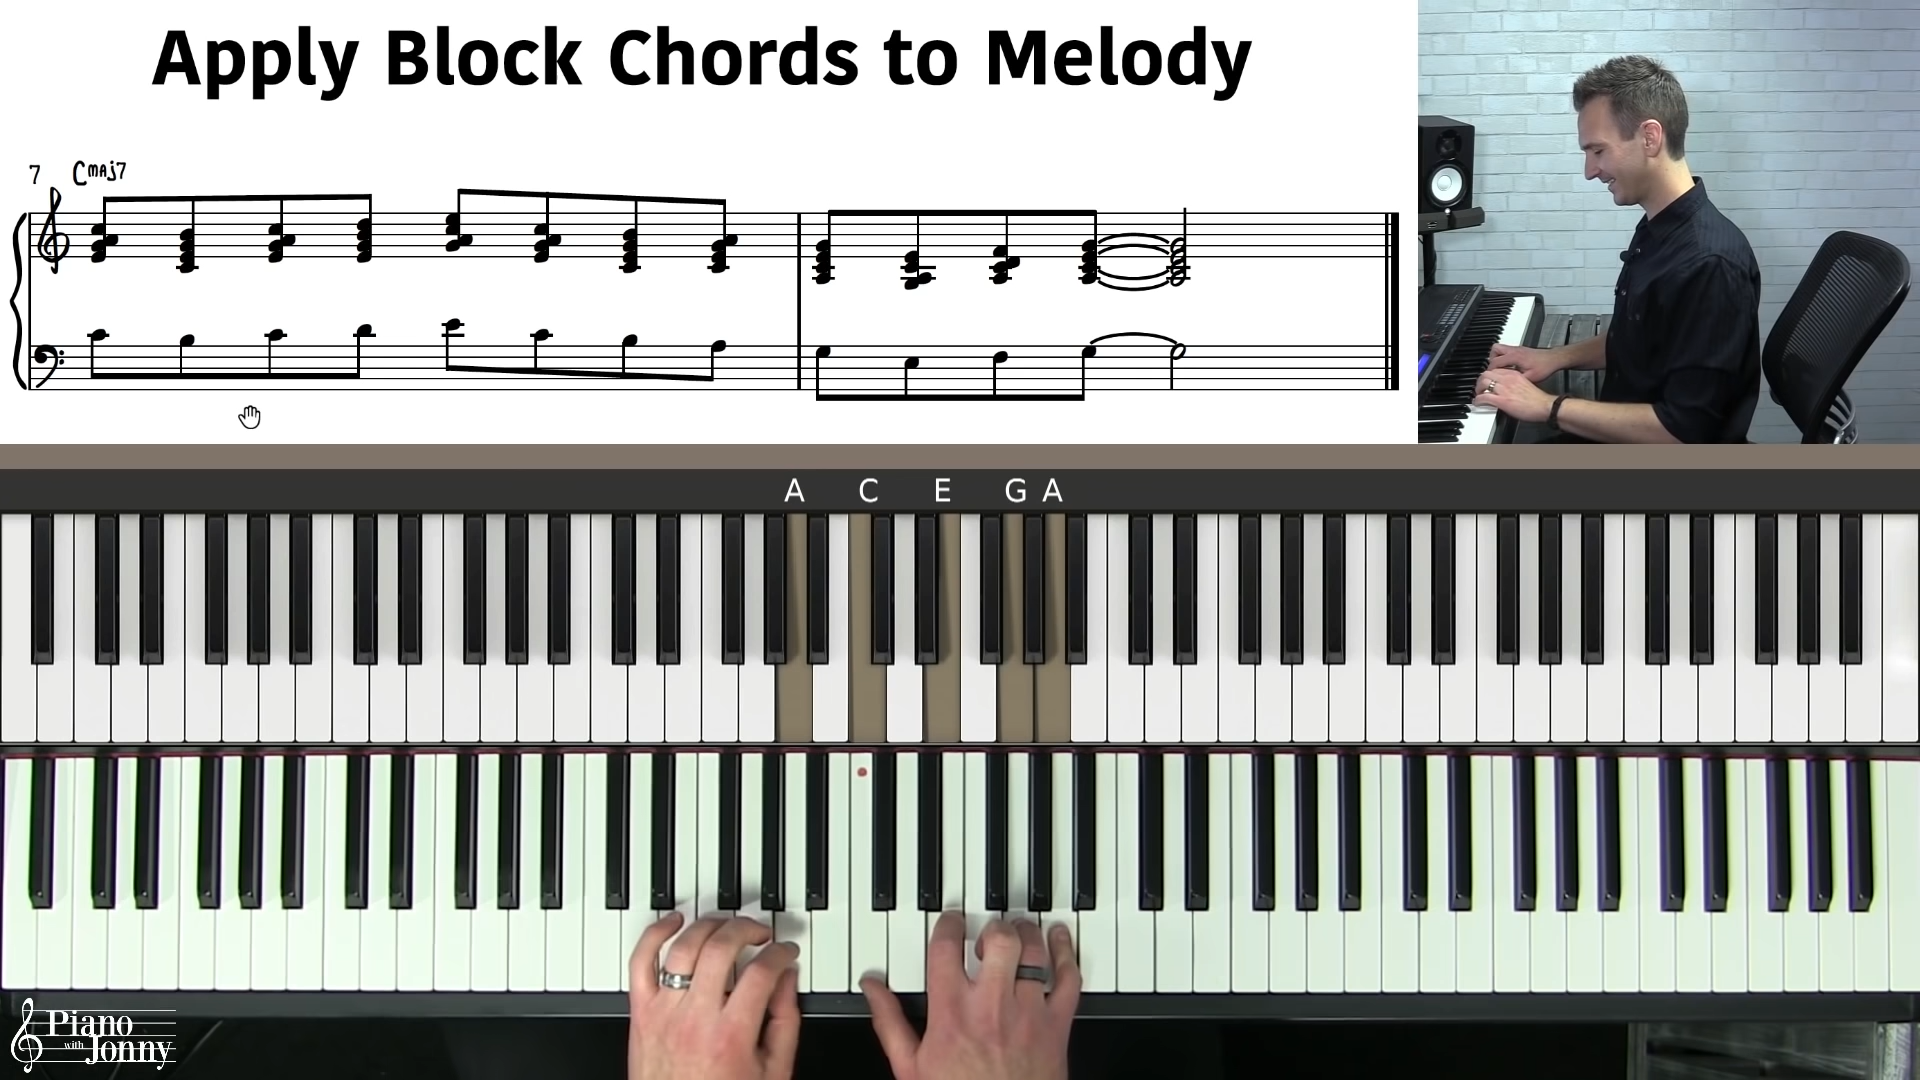 Apply Block Chords to Melody
7 Cmaj7
A C E G A
Piano
with
Jonny